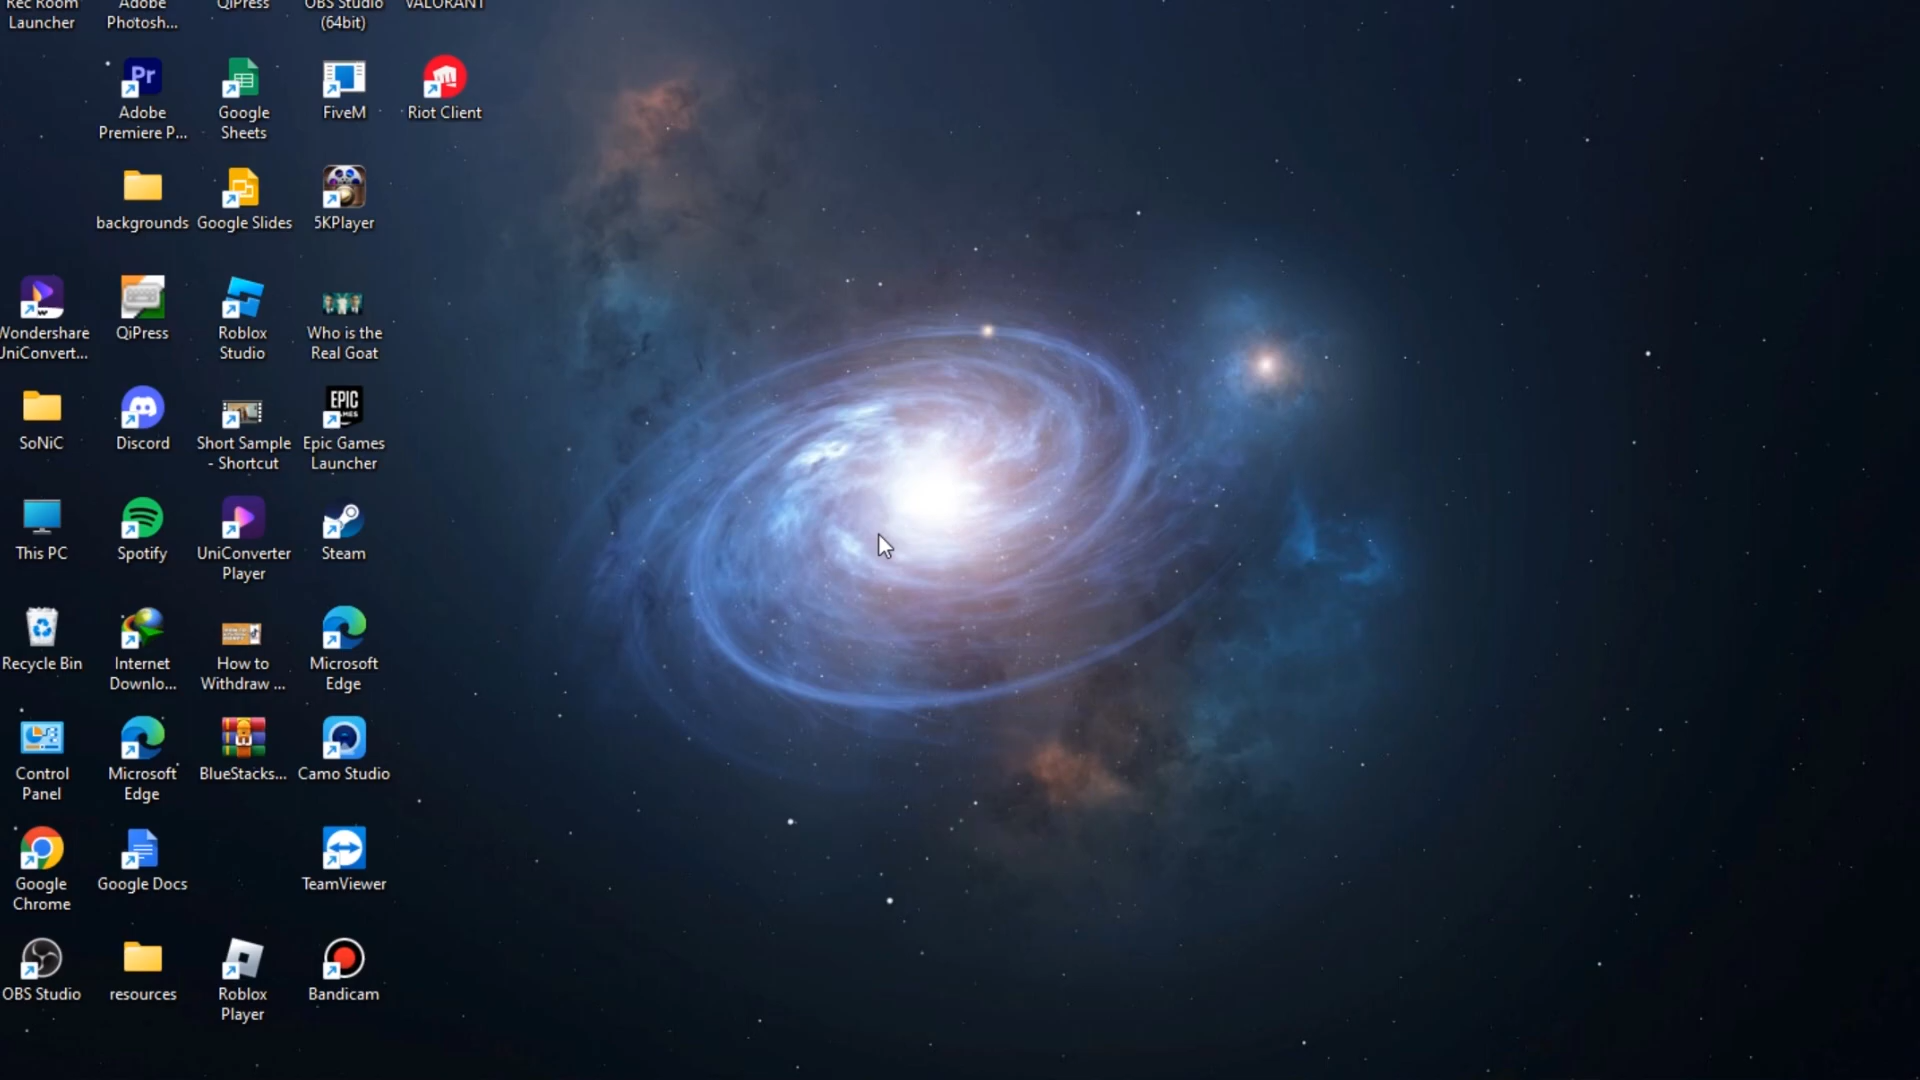 Rec Room
Launcher
Adobe
Photosh...
QiPress
OBS Studio
(64bit)
VALORANT
Pr
Adobe
Premiere P...
Google
Sheets
FiveM
Riot Client
backgrounds
Google Slides
5KPlayer
Wondershare
UniConvert...
QiPress
Roblox
Studio
Who is the
Real Goat
SoNiC
Discord
Short Sample
- Shortcut
EPIC
GAMES
Epic Games
Launcher
This PC
Spotify
UniConverter
Player
Steam
Recycle Bin
Internet
Downlo...
How to
Withdraw ...
Microsoft
Edge
Control
Panel
Microsoft
Edge
BlueStacks...
Camo Studio
Google
Chrome
Google Docs
TeamViewer
OBS Studio
resources
Roblox
Player
Bandicam